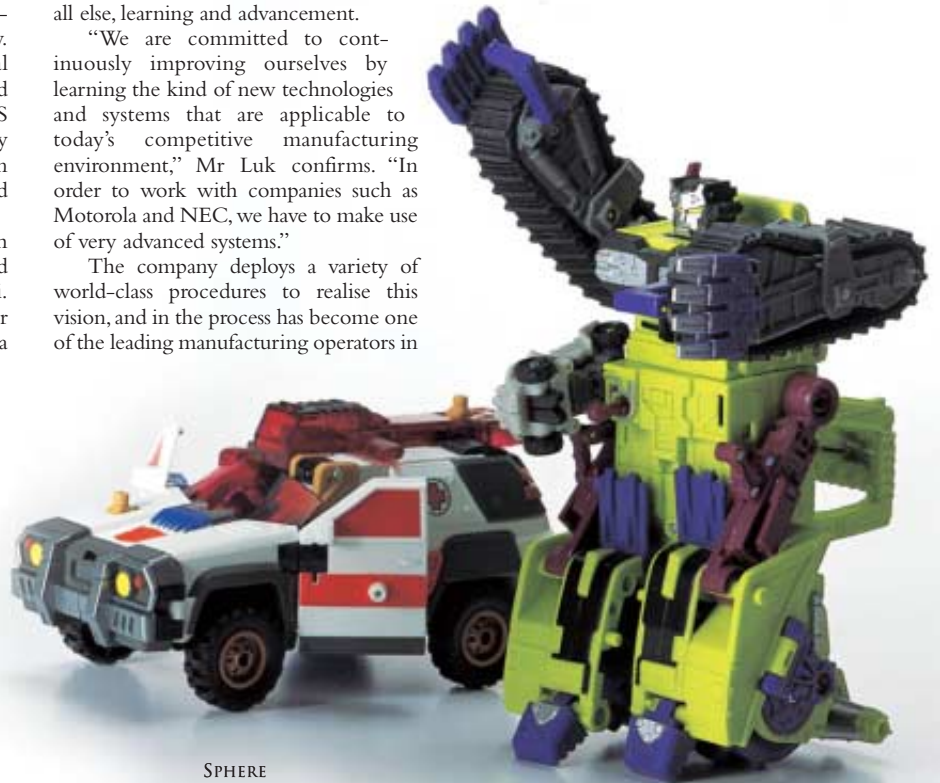 all else, learning and advancement.
“We are committed to cont-
inuously improving ourselves by
learning the kind of new technologies
and systems that are applicable to
today’s competitive manufacturing
environment,” Mr Luk confirms. “In
order to work with companies such as
Motorola and NEC, we have to make use
of very advanced systems.”
The company deploys a variety of
world-class procedures to realise this
vision, and in the process has become one
of the leading manufacturing operators in
SPHERE